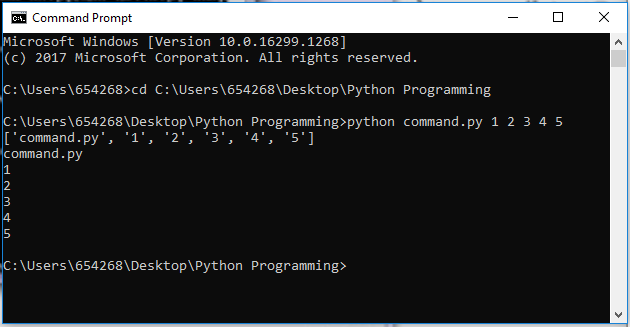 Command Prompt
Microsoft Windows [Version 10.0.16299.1268]
(c) 2017 Microsoft Corporation. All rights reserved.
C:\Users\654268>cd C:\Users\654268\Desktop\Python Programming
C:\Users\654268\Desktop\Python Programming>python command.py 1 2 3 4 5
['command.py', '1', '2', '3', '4', '5']
command.py
1
2
3
4
5
C:\Users\654268\Desktop\Python Programming>